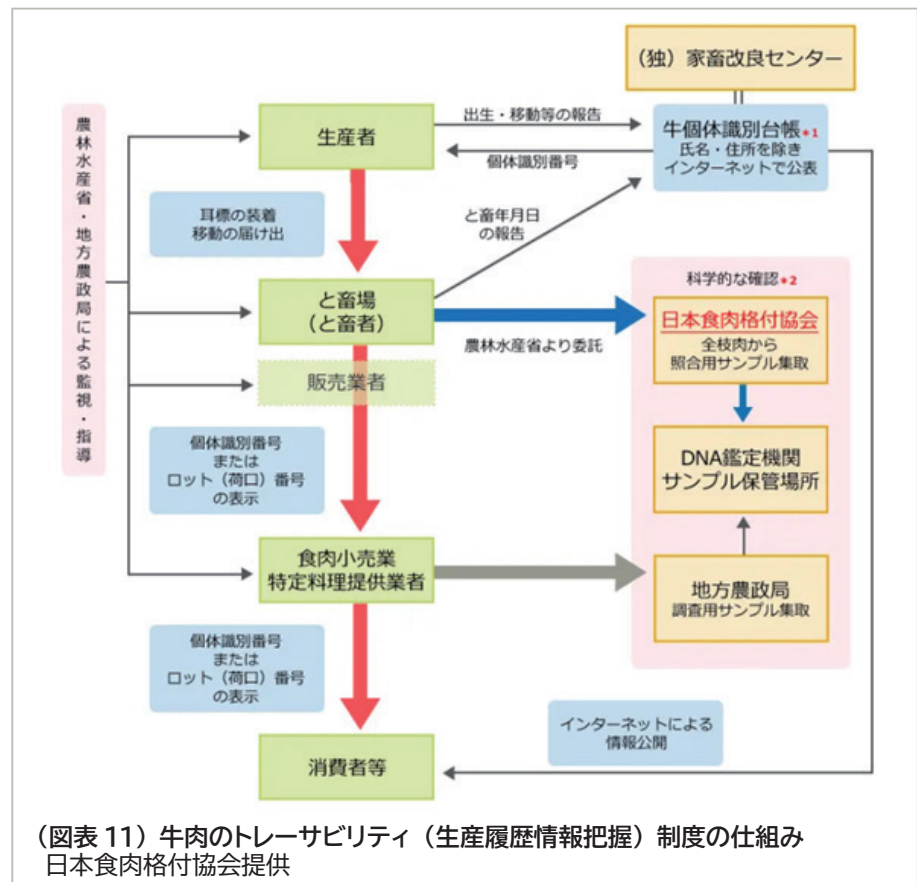 (独)家畜改良センター
農林水産省・地方農政局による監視・指導
生産者
出生・移動等の報告
個体識別番号
牛個体識別台帳*1
氏名・住所を除き
インターネットで公表
耳標の装着
移動の届け出
と畜年月日
の報告
と畜場
(と畜者)
農林水産省より委託
科学的な確認*2
日本食肉格付協会
全枝肉から
照合用サンプル集取
販売業者
個体識別番号
または
ロット(荷口)番号
の表示
DNA鑑定機関
サンプル保管場所
食肉小売業
特定料理提供業者
地方農政局
調査用サンプル集取
個体識別番号
または
ロット(荷口)番号
の表示
インターネットによる
情報公開
消費者等
(図表 11)牛肉のトレーサビリティ(生産履歴情報把握)制度の仕組み
日本食肉格付協会提供